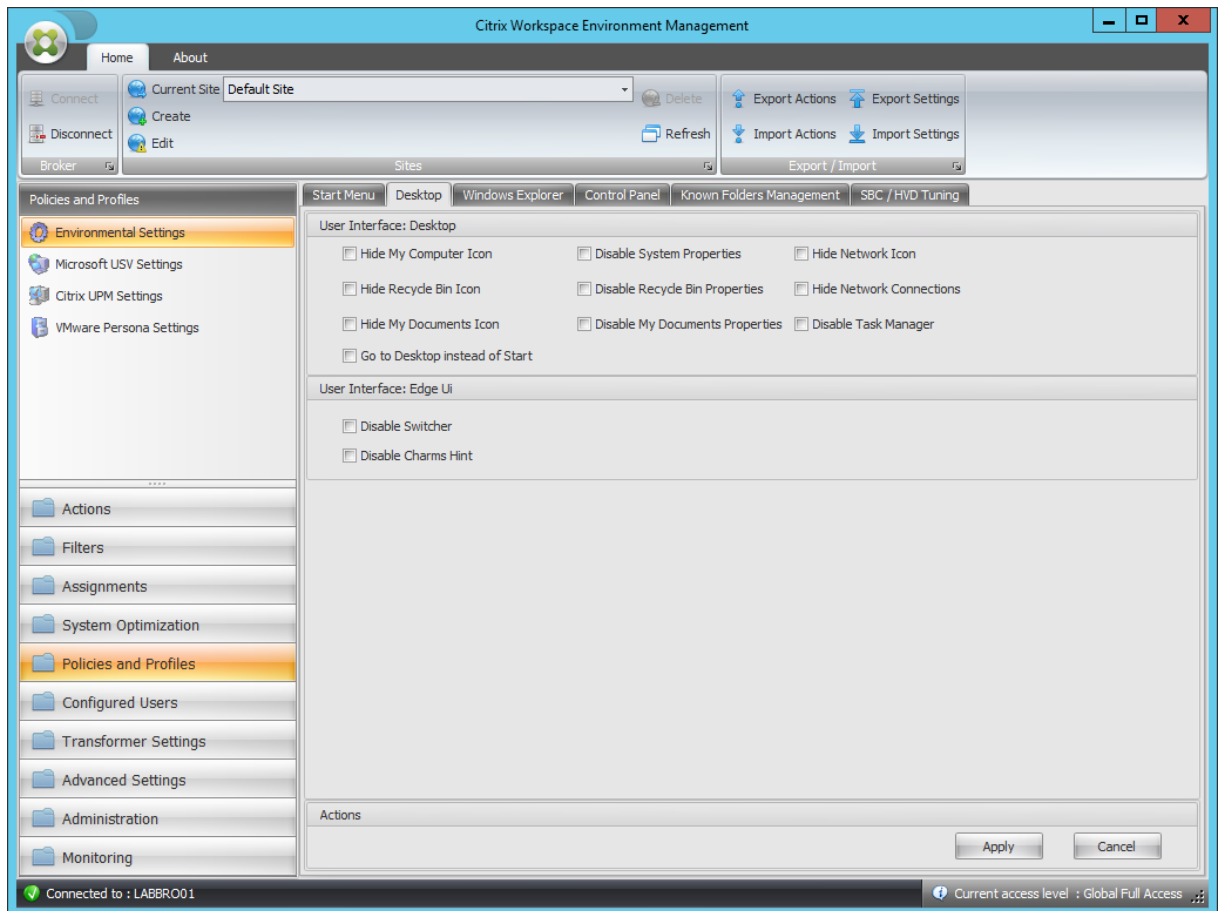 Citrix Workspace Environment Management
Home About
Connect
Disconnect
Broker
Current Site Default Site
Create
Edit
Delete
Refresh
Sites
Export Actions Export Settings
Import Actions Import Settings
Export / Import
Policies and Profiles
Environmental Settings
Microsoft USV Settings
Citrix UPM Settings
VMware Persona Settings
Actions
Filters
Assignments
System Optimization
Policies and Profiles
Configured Users
Transformer Settings
Advanced Settings
Administration
Monitoring
Start Menu Desktop Windows Explorer Control Panel Known Folders Management SBC / HVD Tuning
User Interface: Desktop
Hide My Computer Icon Disable System Properties Hide Network Icon
Hide Recycle Bin Icon Disable Recycle Bin Properties Hide Network Connections
Hide My Documents Icon Disable My Documents Properties Disable Task Manager
Go to Desktop instead of Start
User Interface: Edge Ui
Disable Switcher
Disable Charms Hint
Actions
Apply Cancel
Connected to : LABBRO01
Current access level : Global Full Access